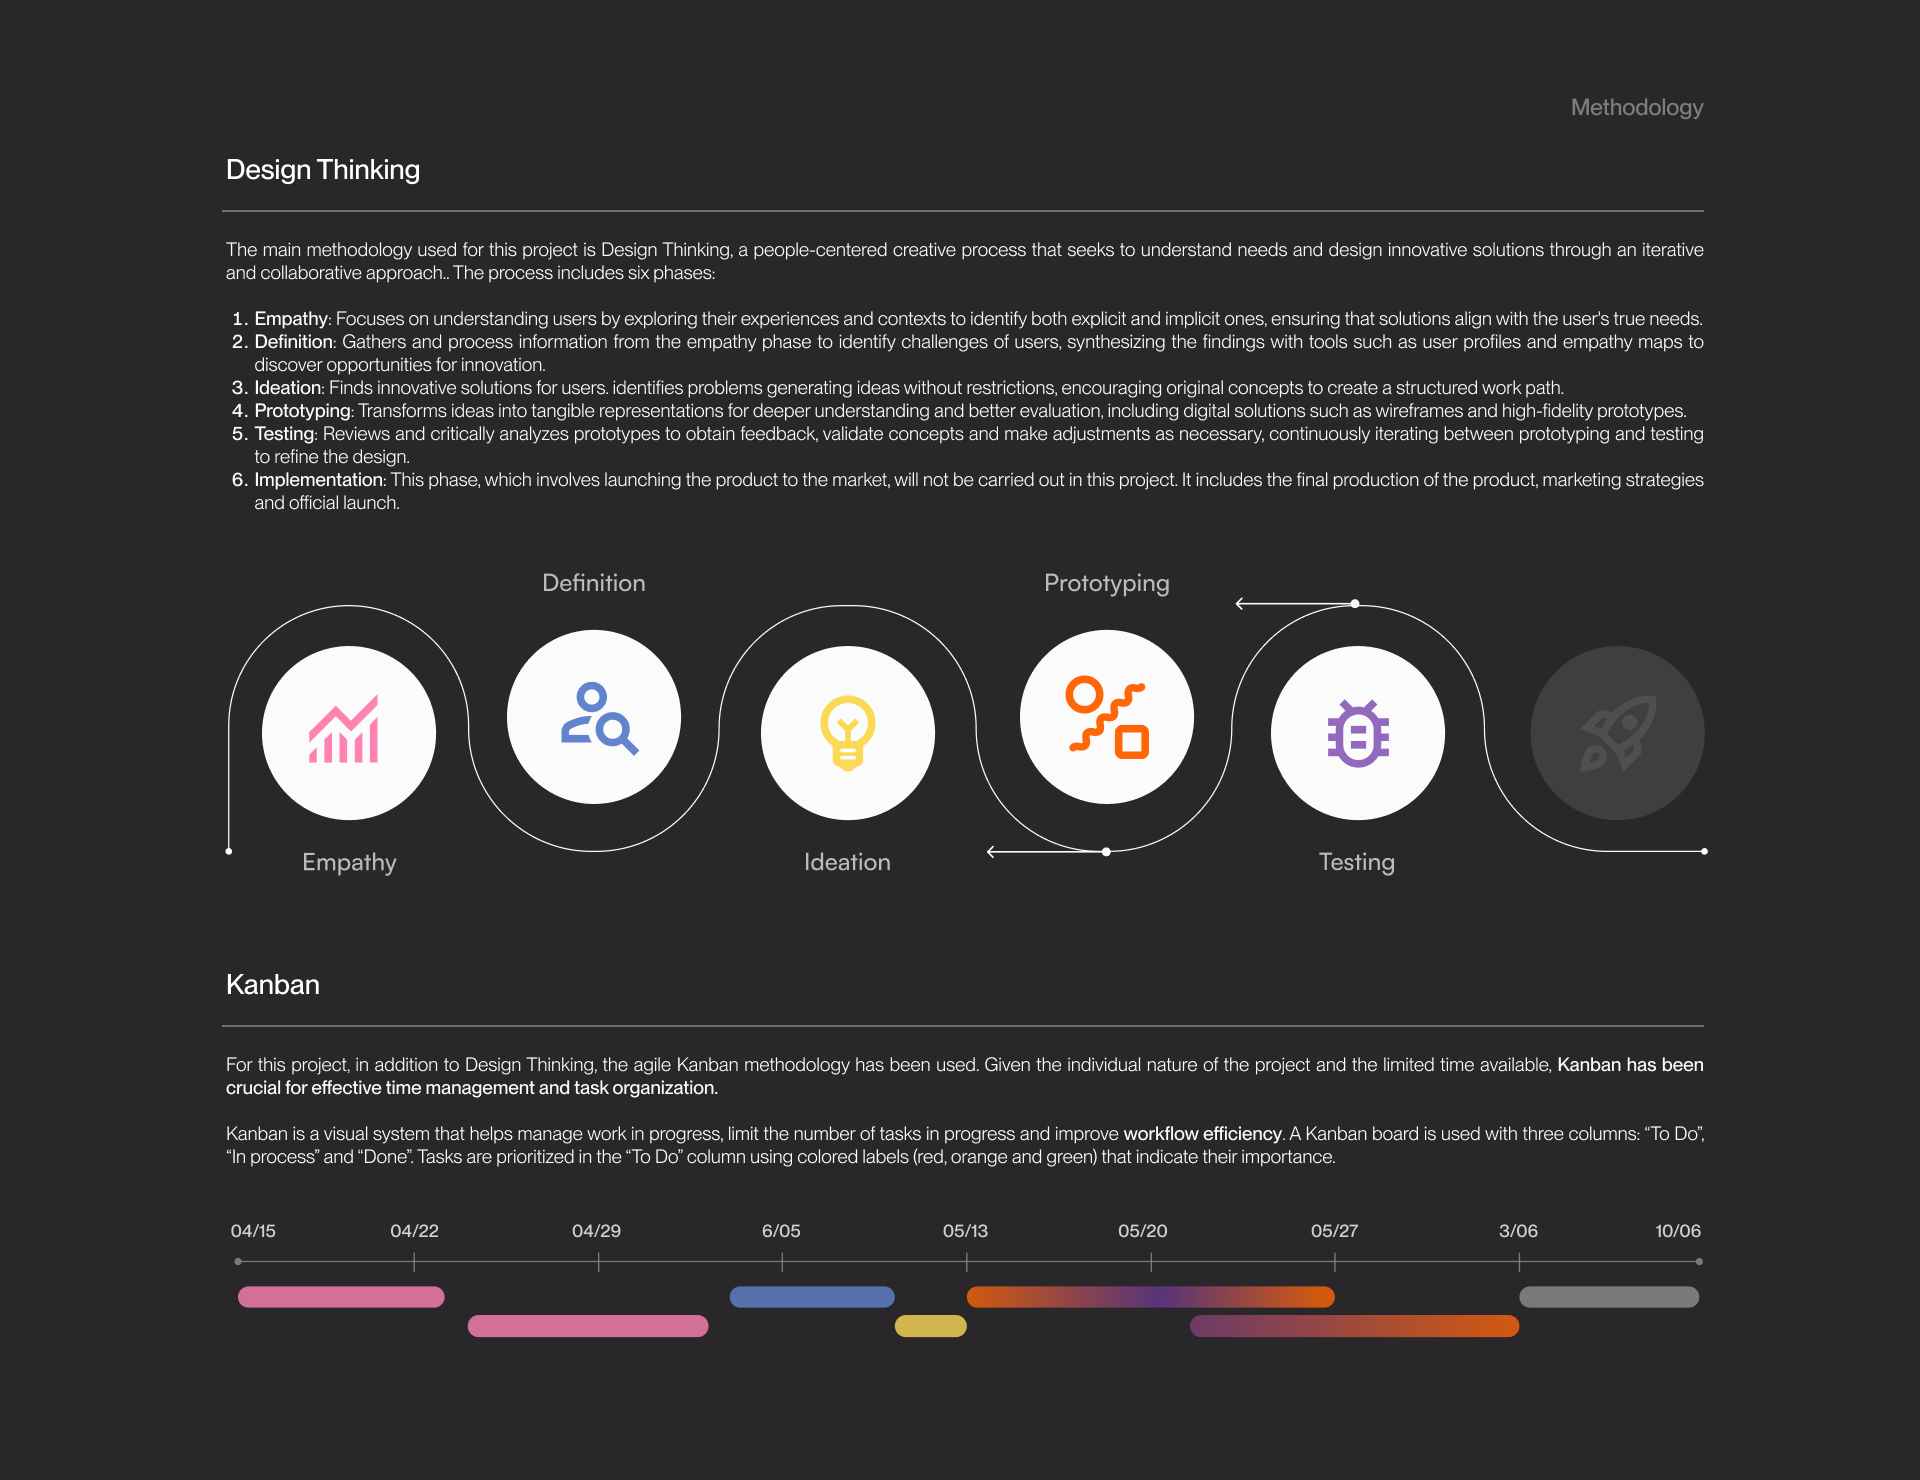 Methodology
Design Thinking
The main methodology used for this project is Design Thinking, a people-centered creative process that seeks to understand needs and design innovative solutions through an iterative
and collaborative approach.. The process includes six phases:
1. Empathy: Focuses on understanding users by exploring their experiences and contexts to identify both explicit and implicit ones, ensuring that solutions align with the user's true needs.
2. Definition: Gathers and process information from the empathy phase to identify challenges of users, synthesizing the findings with tools such as user profiles and empathy maps to
discover opportunities for innovation.
3. Ideation: Finds innovative solutions for users. identifies problems generating ideas without restrictions, encouraging original concepts to create a structured work path.
4. Prototyping: Transforms ideas into tangible representations for deeper understanding and better evaluation, including digital solutions such as wireframes and high-fidelity prototypes.
5. Testing: Reviews and critically analyzes prototypes to obtain feedback, validate concepts and make adjustments as necessary, continuously iterating between prototyping and testing
to refine the design.
6. Implementation: This phase, which involves launching the product to the market, will not be carried out in this project. It includes the final production of the product, marketing strategies
and official launch.
Definition
Prototyping
Empathy
Ideation
Testing
Kanban
For this project, in addition to Design Thinking, the agile Kanban methodology has been used. Given the individual nature of the project and the limited time available, Kanban has been
crucial for effective time management and task organization.
Kanban is a visual system that helps manage work in progress, limit the number of tasks in progress and improve workflow efficiency. A Kanban board is used with three columns: “To Do”,
“In process” and “Done”. Tasks are prioritized in the “To Do” column using colored labels (red, orange and green) that indicate their importance.
04/15 04/22 04/29 6/05 05/13 05/20 05/27 3/06 10/06